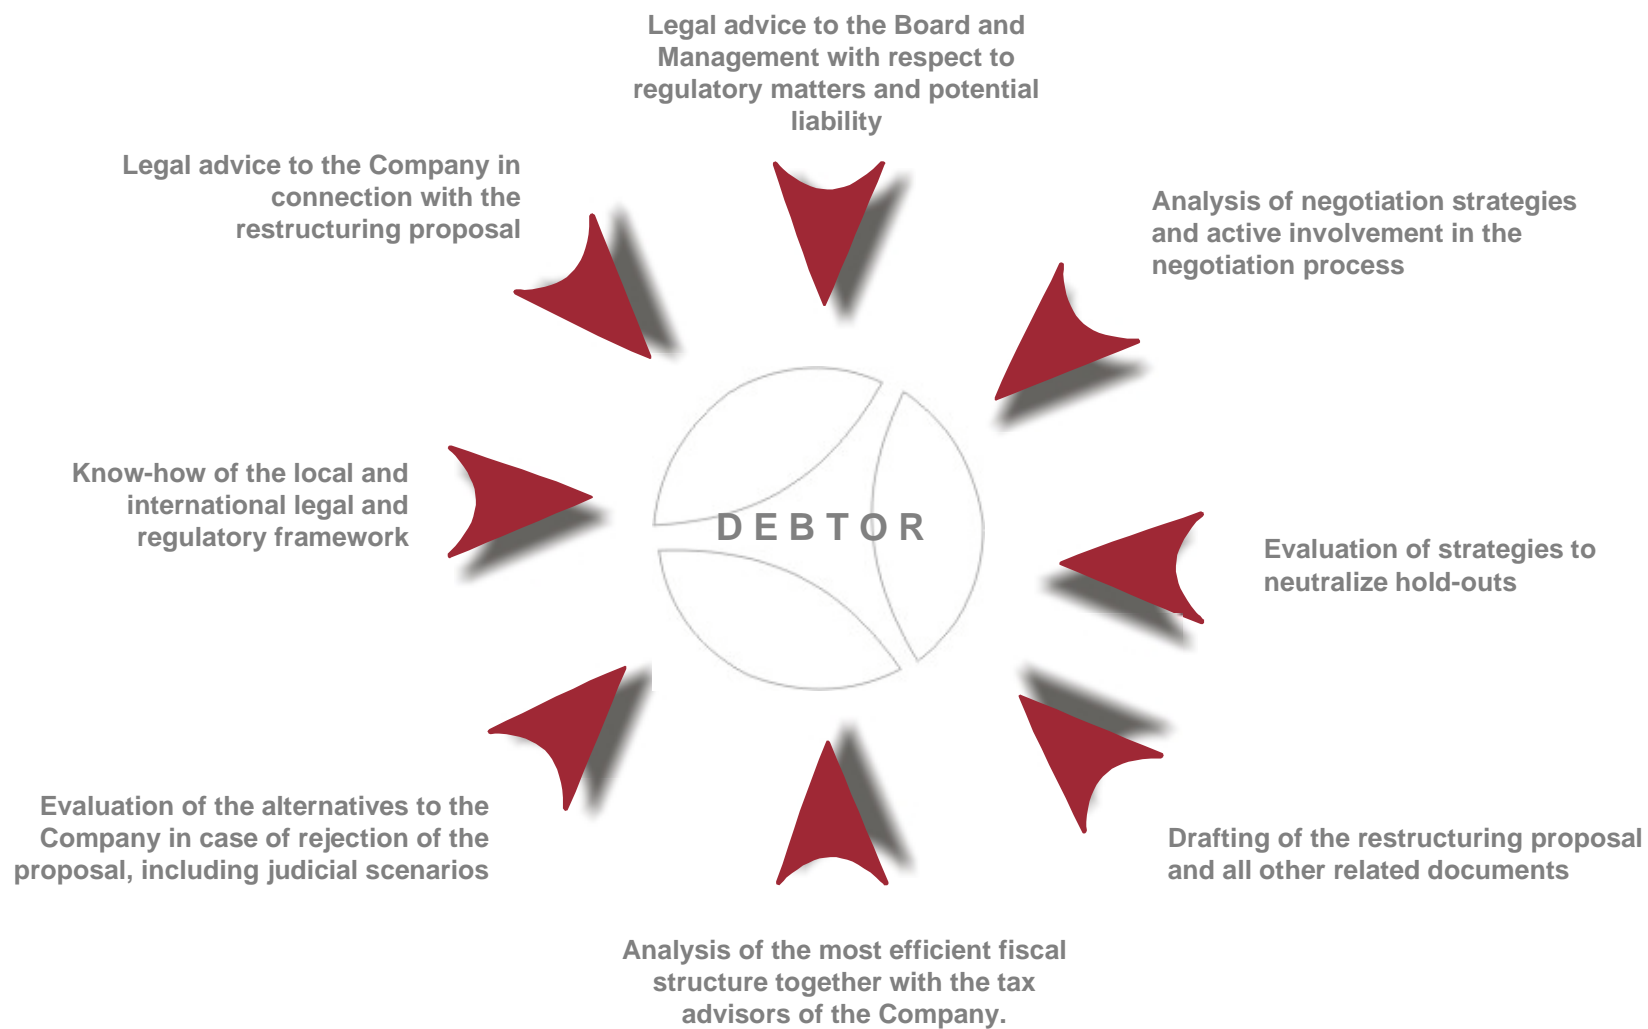 Legal advice to the Board and
Management with respect to
regulatory matters and potential
liability
Legal advice to the Company in
connection with the
restructuring proposal
Analysis of negotiation strategies
and active involvement in the
negotiation process
Know-how of the local and
international legal and
regulatory framework
DEBTOR
Evaluation of strategies to
neutralize hold-outs
Evaluation of the alternatives to the
Company in case of rejection of the
proposal, including judicial scenarios
Drafting of the restructuring proposal
and all other related documents
Analysis of the most efficient fiscal
structure together with the tax
advisors of the Company.